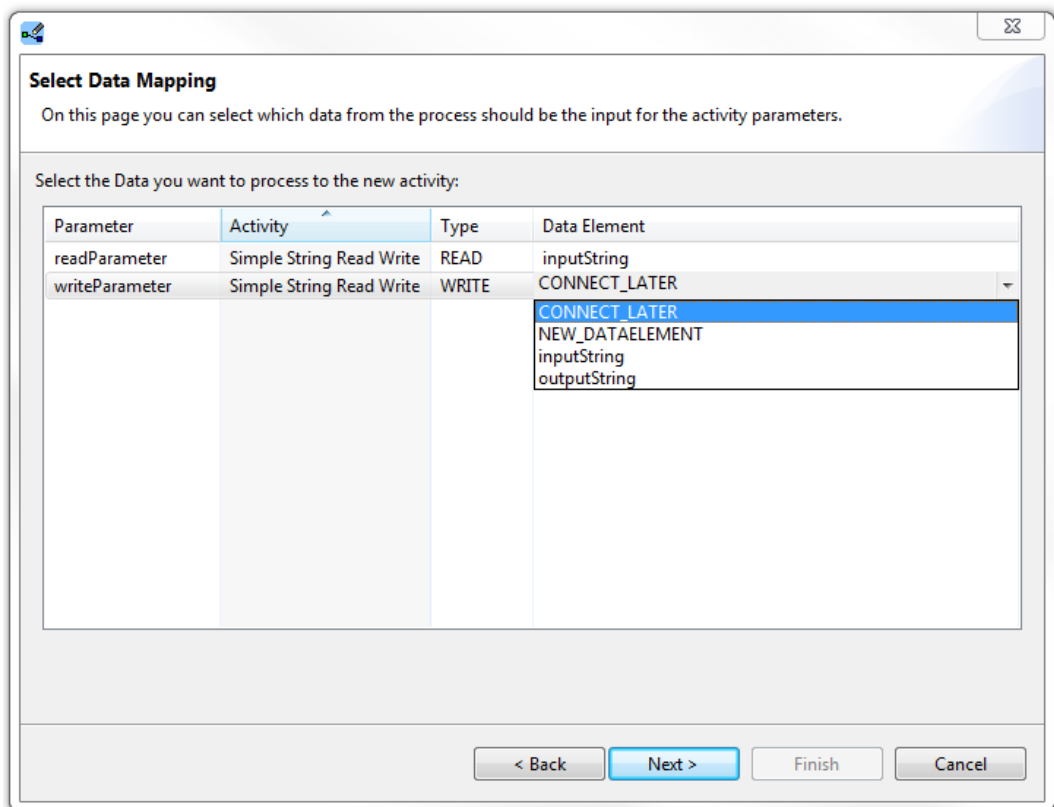 Select Data Mapping
On this page you can select which data from the process should be the input for the activity parameters.
Select the Data you want to process to the new activity:
Parameter Activity Type Data Element
readParameter Simple String Read Write READ inputString
writeParameter Simple String Read Write WRITE CONNECT_LATER
CONNECT_LATER
NEW_DATAELEMENT
inputString
outputString
< Back Next > Finish Cancel